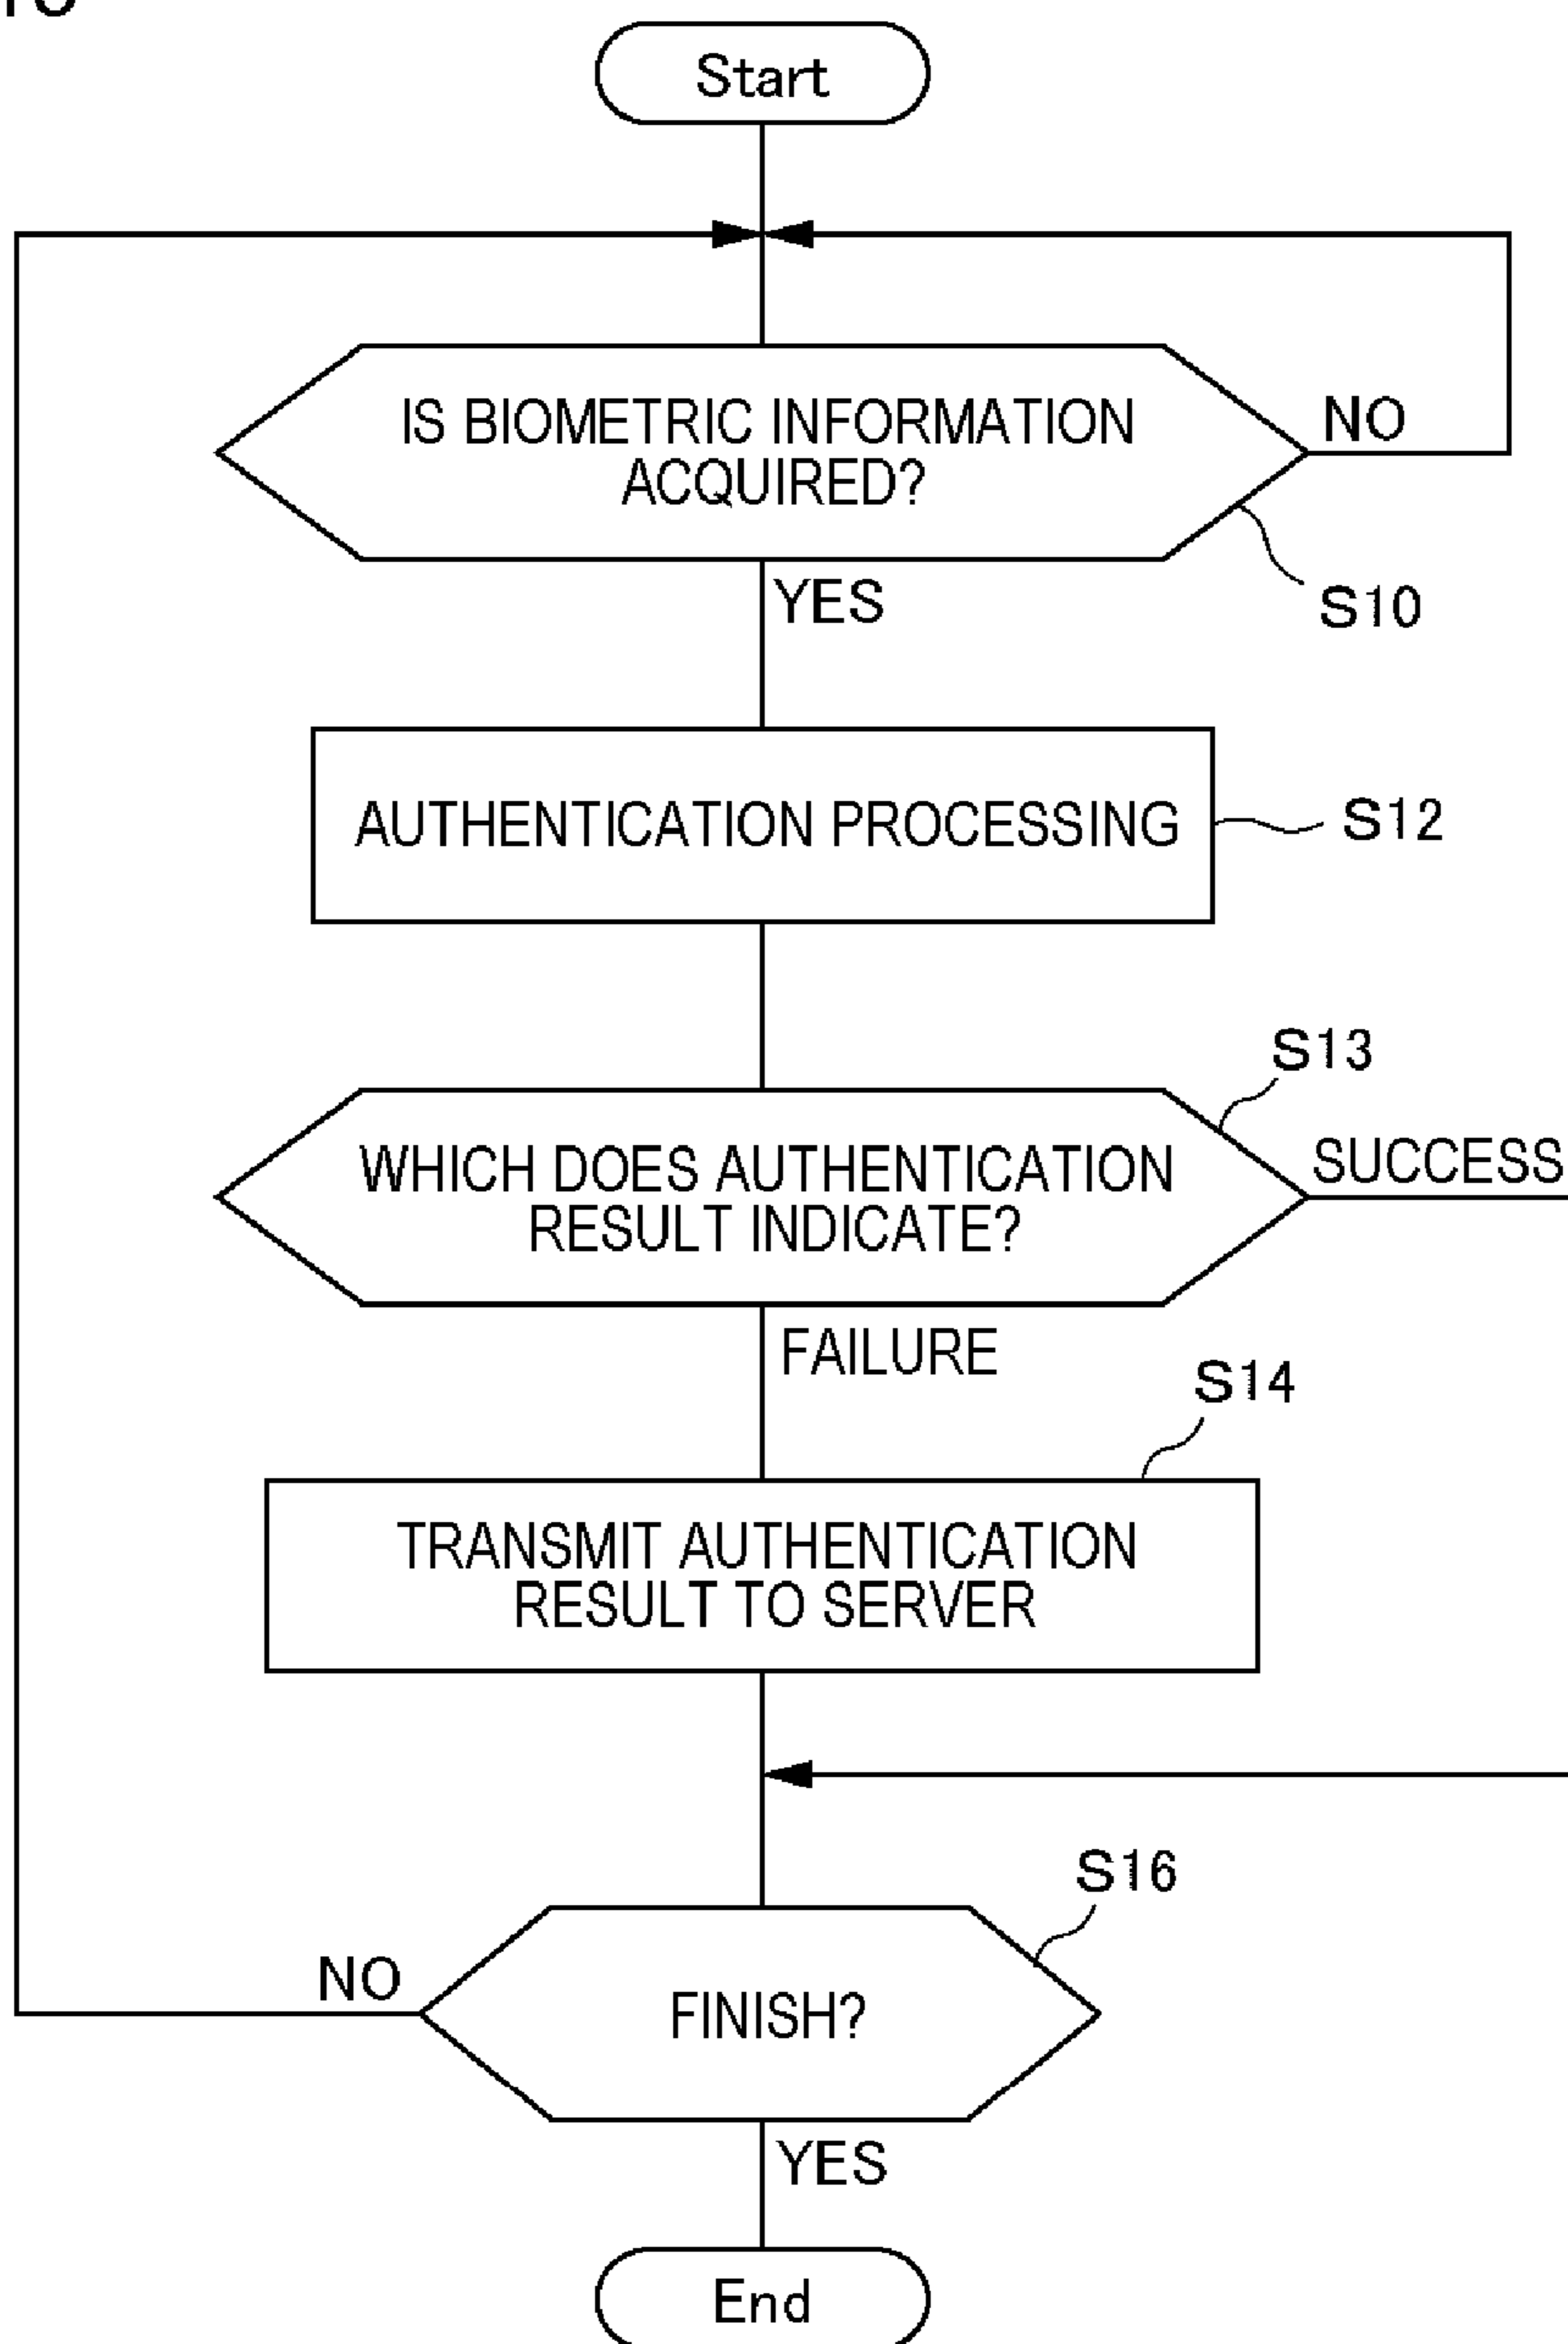 Start
IS BIOMETRIC INFORMATION
ACQUIRED?
NO
S10
YES
AUTHENTICATION PROCESSING
S12
S13
WHICH DOES AUTHENTICATION
RESULT INDICATE?
SUCCESS
FAILURE
S14
TRANSMIT AUTHENTICATION
RESULT TO SERVER
S16
NO
FINISH?
YES
End